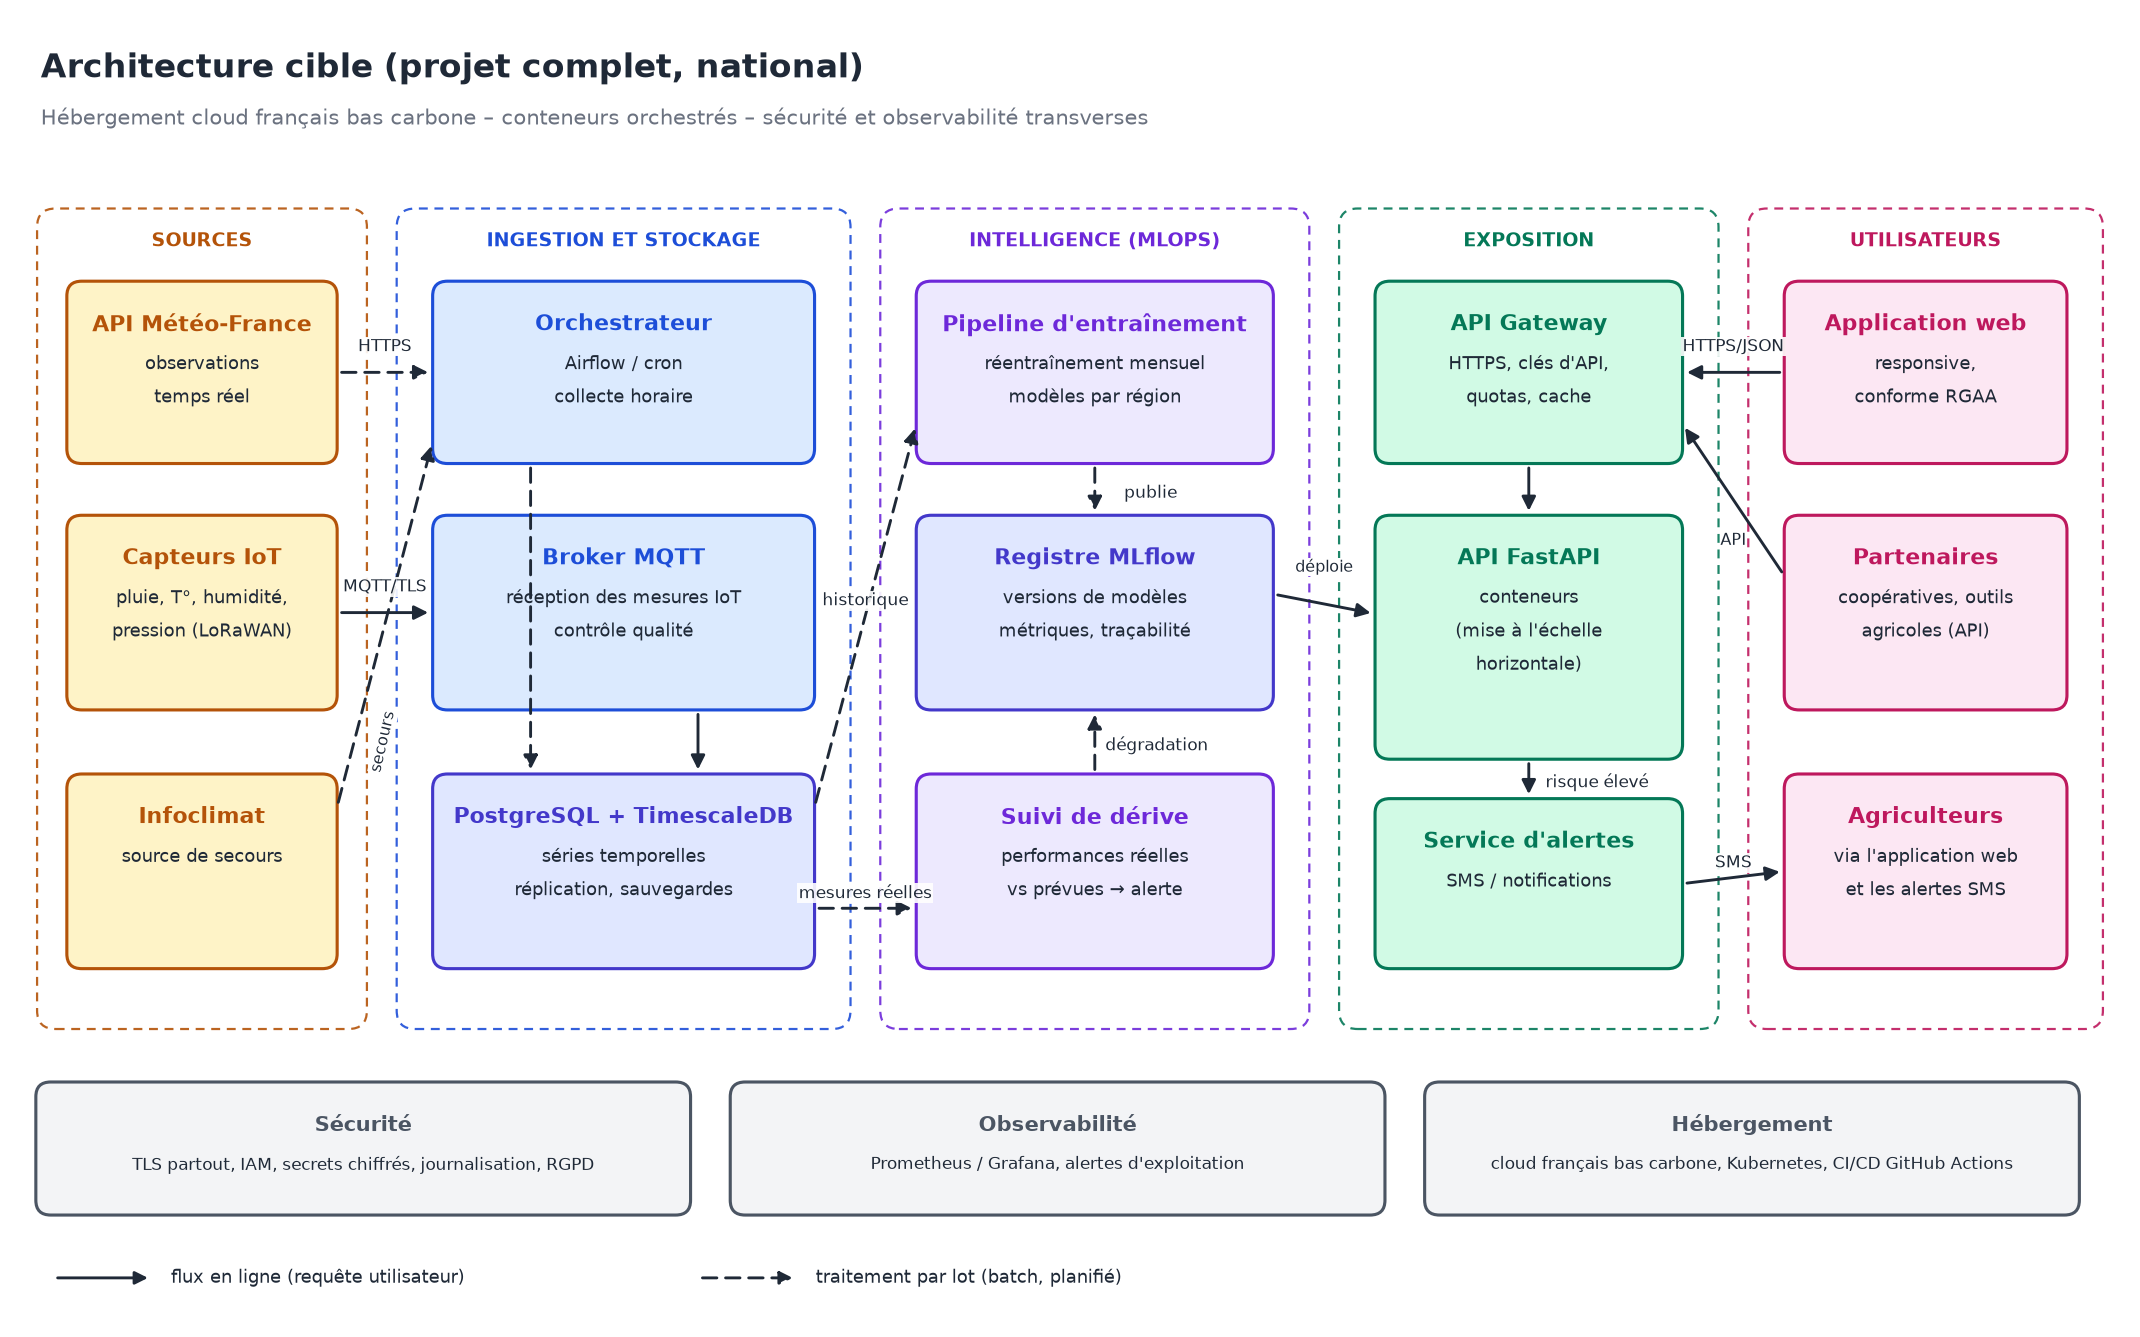 Architecture cible (projet complet, national)
Hébergement cloud français bas carbone – conteneurs orchestrés – sécurité et observabilité transverses
SOURCES
API Météo-France
observations
temps réel
Capteurs IoT
pluie, T°, humidité,
pression (LoRaWAN)
Infoclimat
source de secours
HTTPS
MQTT/TLS
secours
INGESTION ET STOCKAGE
Orchestrateur
Airflow / cron
collecte horaire
Broker MQTT
réception des mesures IoT
contrôle qualité
PostgreSQL + TimescaleDB
séries temporelles
réplication, sauvegardes
historique
mesures réelles
INTELLIGENCE (MLOPS)
Pipeline d'entraînement
réentraînement mensuel
modèles par région
publie
Registre MLflow
versions de modèles
métriques, traçabilité
dégradation
Suivi de dérive
performances réelles
vs prévues → alerte
déploie
EXPOSITION
API Gateway
HTTPS, clés d'API,
quotas, cache
API FastAPI
conteneurs
(mise à l'échelle
horizontale)
risque élevé
Service d'alertes
SMS / notifications
HTTPS/JSON
API
SMS
UTILISATEURS
Application web
responsive,
conforme RGAA
Partenaires
coopératives, outils
agricoles (API)
Agriculteurs
via l'application web
et les alertes SMS
Sécurité
TLS partout, IAM, secrets chiffrés, journalisation, RGPD
Observabilité
Prometheus / Grafana, alertes d'exploitation
Hébergement
cloud français bas carbone, Kubernetes, CI/CD GitHub Actions
flux en ligne (requête utilisateur)
traitement par lot (batch, planifié)